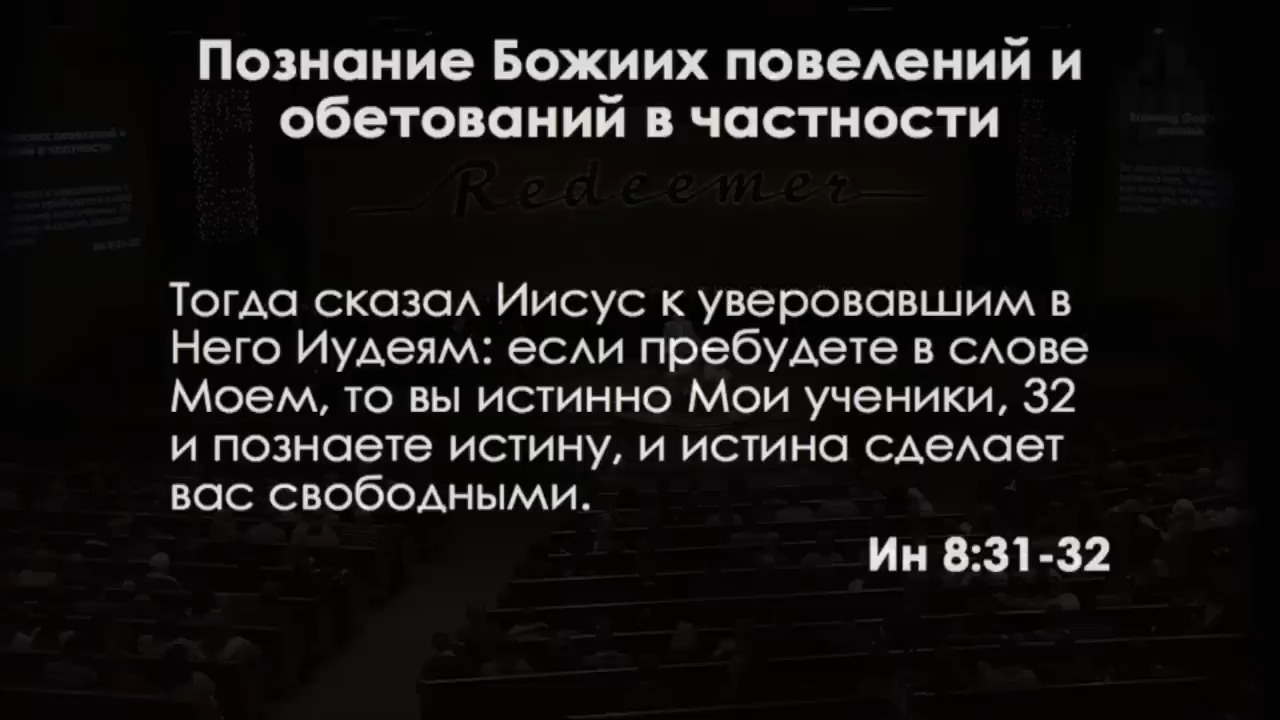 Познание Божиих повелений и
обетований в частности
Redeemer
Тогда сказал Иисус к уверовавшим в
Него Иудеям: если пребудете в слове
Моем, то вы истинно Мои ученики, 32
и познаете истину, и истина сделает
вас свободными.
Ин 8:31-32